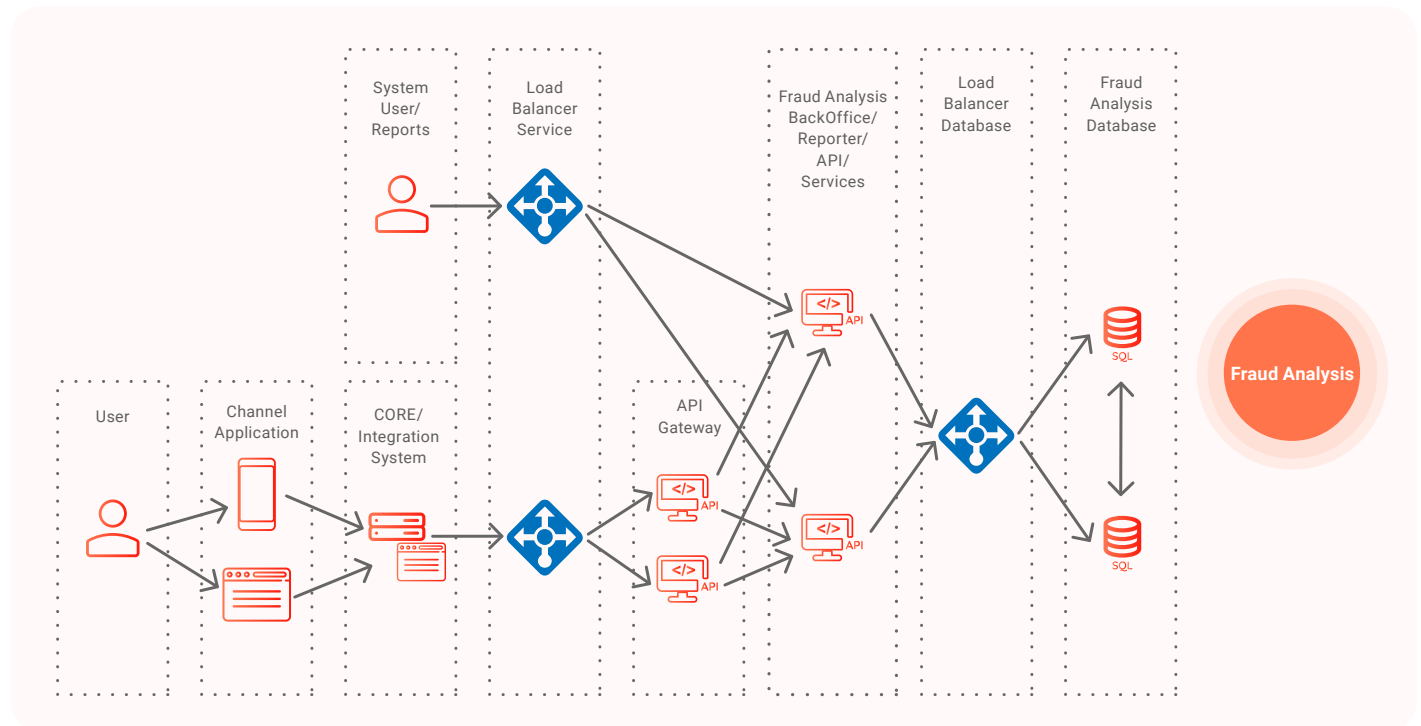 System
User/
Reports
Load
Balancer
Service
Fraud Analysis
BackOffice/
Reporter/
API/
Services
Load
Balancer
Database
Fraud
Analysis
Database
</>
API
SQL
Fraud Analysis
User
Channel
Application
CORE/
Integration
System
API
Gateway
</>
API
</>
API
</>
API
SQL